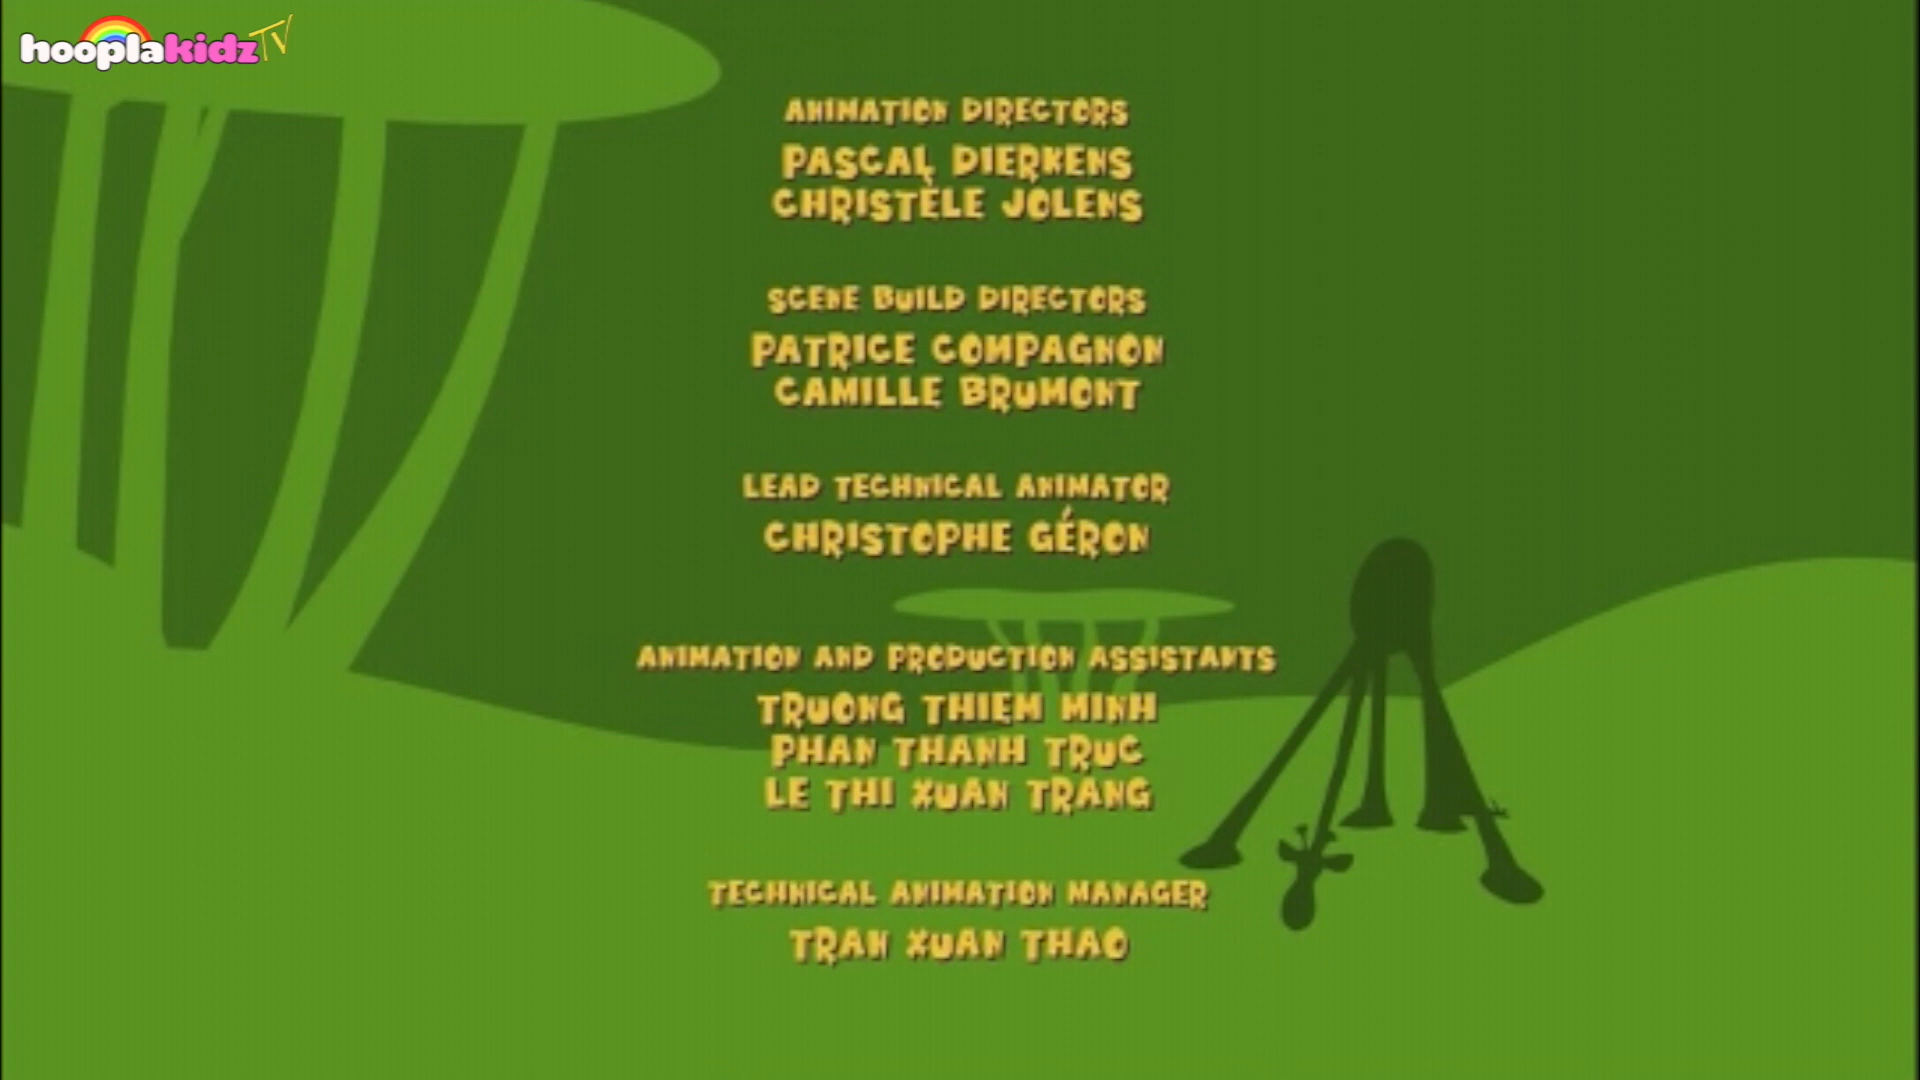 hooplakidz TV
ANIMATION DIRECTORS
PASCAL DIERKENS
CHRISTÈLE JOLENS
SCENE BUILD DIRECTORS
PATRICE COMPAGNON
CAMILLE BRUMONT
LEAD TECHNICAL ANIMATOR
CHRISTOPHE GÉRON
ANIMATION AND PRODUCTION ASSISTANTS
TRUONG THIEM MINH
PHAN THANH TRUC
LE THI XUAN TRANG
TECHNICAL ANIMATION MANAGER
TRAN XUAN THAO